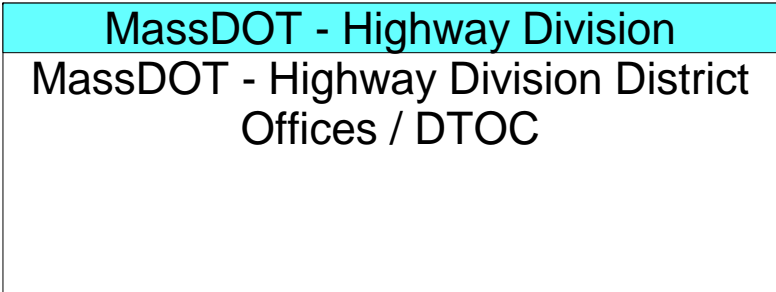 MassDOT - Highway Division
MassDOT - Highway Division District
Offices / DTOC